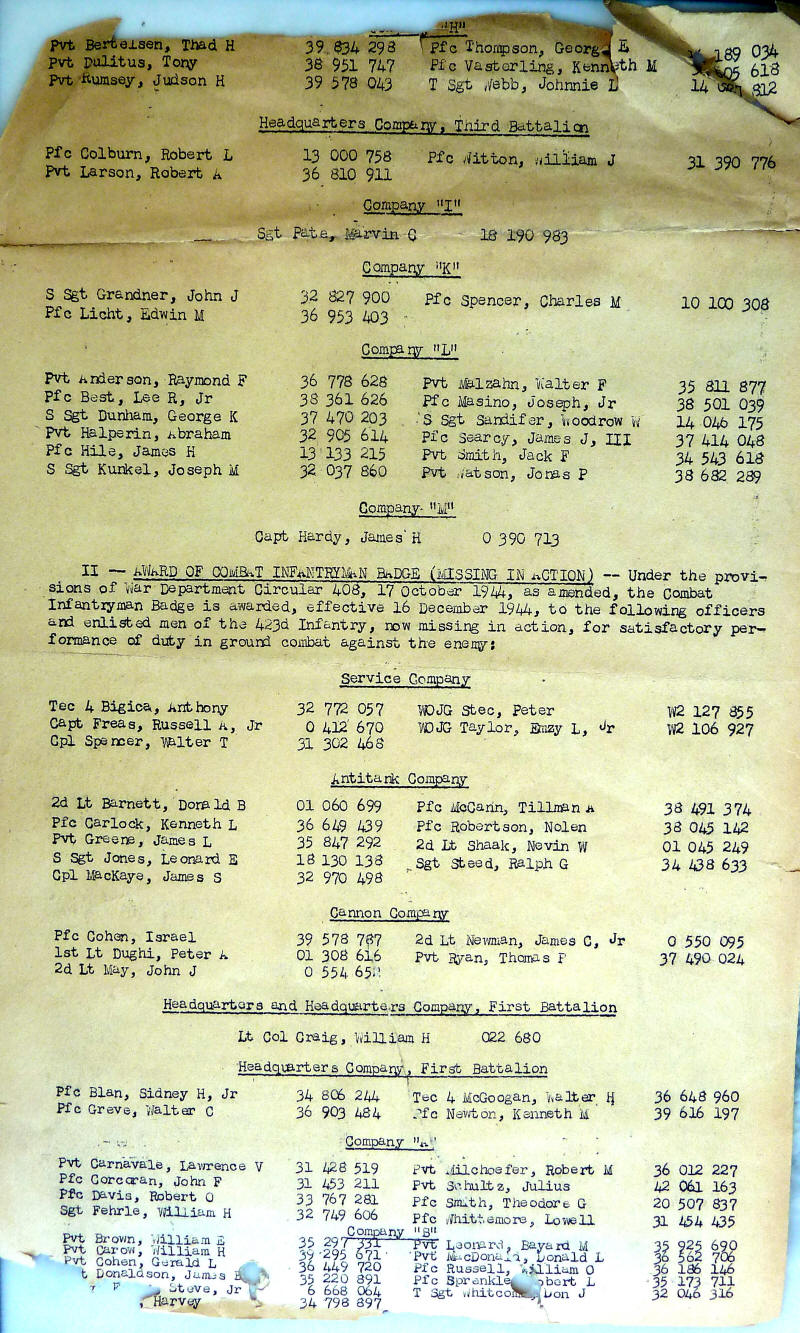 "H"
Pvt Bertelsen, Thad H 39 834 298 Pfc Thompson, George E 189 034
Pvt Dulitus, Tony 38 951 747 Pfc Vasterling, Kenneth M 618
Pvt Rumsey, Judson H 39 578 043 T Sgt Webb, Johnnie L 14 812
Headquarters Company, Third Battalion
Pfc Colburn, Robert L 13 000 758 Pfc Witton, William J 31 390 776
Pvt Larson, Robert A 36 810 911
Company "I"
Sgt Pate, Marvin C 18 190 983
Company "K"
S Sgt Grandner, John J 32 827 900 Pfc Spencer, Charles M 10 100 308
Pfc Licht, Edwin M 36 953 403
Company "L"
Pvt Anderson, Raymond F 36 778 628 Pvt Malzahn, Walter F 35 811 877
Pfc Best, Lee R, Jr 38 361 626 Pfc Masino, Joseph, Jr 38 501 039
S Sgt Dunham, George K 37 470 203 S Sgt Sandifer, Woodrow W 14 046 175
Pvt Halperin, Abraham 32 905 614 Pfc Searcy, James J, III 37 414 048
Pfc Hile, James H 13 133 215 Pvt Smith, Jack F 34 543 618
S Sgt Kunkel, Joseph M 32 037 860 Pvt Watson, Jonas P 38 682 289
Company "M"
Capt Hardy, James H 0 390 713
II — AWARD OF COMBAT INFANTRYMAN BADGE (MISSING IN ACTION) — Under the provi-
sions of War Department Circular 408, 17 October 1944, as amended, the Combat
Infantryman Badge is awarded, effective 16 December 1944, to the following officers
and enlisted men of the 423d Infantry, now missing in action, for satisfactory per-
formance of duty in ground combat against the enemy:
Service Company
Tec 4 Bigica, Anthony 32 772 057 WOJG Stec, Peter W2 127 855
Capt Freas, Russell A, Jr 0 412 670 WOJG Taylor, Emzy L, Jr W2 106 927
Cpl Spencer, Walter T 31 302 468
Antitank Company
2d Lt Barnett, Donald B 01 060 699 Pfc McCann, Tillman A 38 491 374
Pfc Garlock, Kenneth L 36 649 439 Pfc Robertson, Nolen 38 045 142
Pvt Greene, James L 35 847 292 2d Lt Shaak, Nevin W 01 045 249
S Sgt Jones, Leonard E 18 130 138 Sgt Steed, Ralph G 34 438 633
Cpl MacKaye, James S 32 970 498
Cannon Company
Pfc Cohen, Israel 39 578 787 2d Lt Newman, James C, Jr 0 550 095
1st Lt Dughi, Peter A 01 308 616 Pvt Ryan, Thomas F 37 490 024
2d Lt May, John J 0 554
Headquarters and Headquarters Company, First Battalion
Lt Col Craig, William H 022 680
Headquarters Company, First Battalion
Pfc Blan, Sidney H, Jr 34 806 244 Tec 4 McGoogan, Walter H 36 648 960
Pfc Greve, Walter C 36 903 484 Pfc Newton, Kenneth M 39 616 197
Company "A"
Pvt Carnavale, Lawrence V 31 428 519 Pvt Milchoefer, Robert M 36 012 227
Pfc Corcoran, John F 31 453 211 Pvt Schultz, Julius 42 061 163
Pfc Davis, Robert O 33 767 281 Pfc Smith, Theodore G 20 507 837
Sgt Fehrle, William H 32 749 606 Pfc Whittemore, Lowell 31 454 435
Company "B"
Pvt Brown, William E 35 297 331 Pvt Leonard, Bayard M 35 925 690
Pvt Carow, William H 39 295 671 Pvt MacDonald, Donald L 36 562 706
Pvt Cohen, Gerald L 36 449 720 Pfc Russell, William O 36 186 146
t Donaldson, James 35 220 891 Pfc Sprenkle, obert L 35 173 711
Steve, Jr 6 668 064 T Sgt Whitcomb, Don J 32 046 316
, Harvey 34 798 897